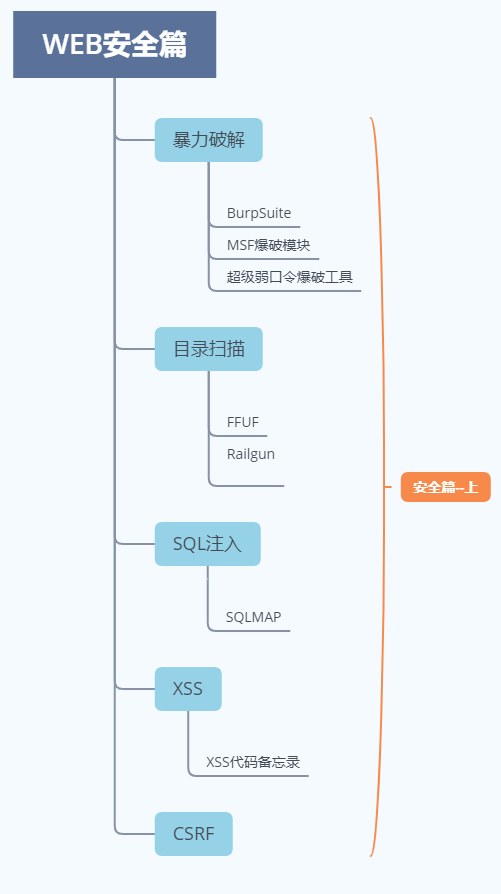 WEB安全篇
暴力破解
BurpSuite
MSF爆破模块
超级弱口令爆破工具
目录扫描
FFUF
Railgun
安全篇--上
SQL注入
SQLMAP
XSS
XSS代码备忘录
CSRF